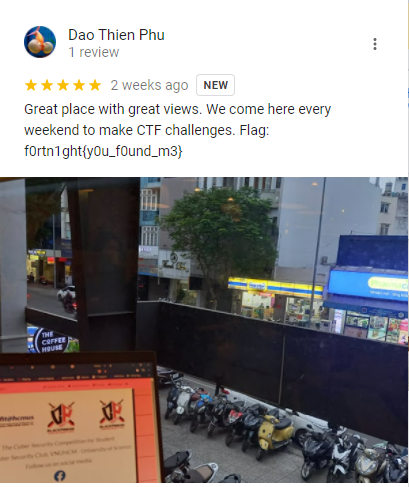 Dao Thien Phu
1 review
2 weeks ago NEW
Great place with great views. We come here every
weekend to make CTF challenges. Flag:
f0rtn1ght{y0u_f0und_m3}
THE
COFFEE
HOUSE
The Cyber Security Competition for Student
Cyber Security Club, VNUHCM - University of Science
Follow us on social media